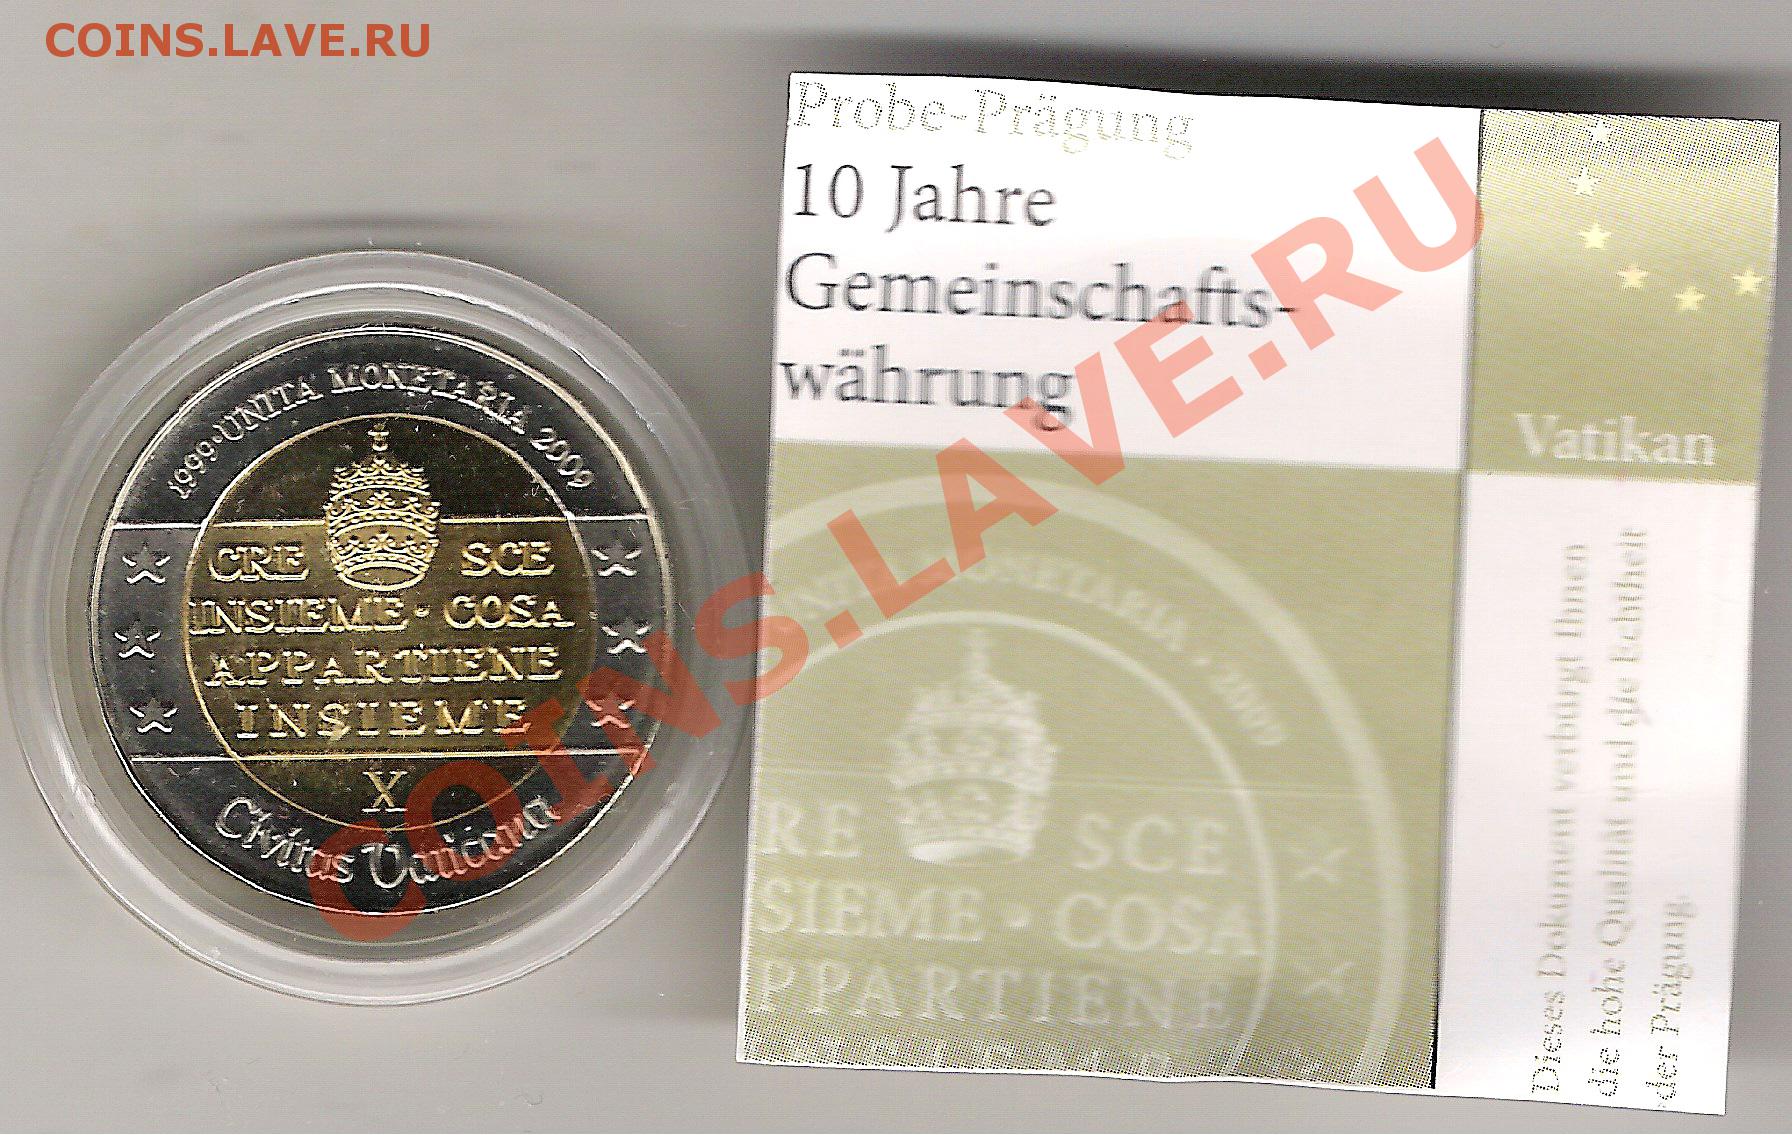 COINS.LAVE.RU
1999·UNITA MONETARIA 2009
CRE SCE
INSIEME · COSA
APPARTIENE
INSIEME
X
Civitas Vaticana
Probe-Prägung
10 Jahre
Gemeinschafts-
währung
Vatikan
· 2009
RE SCE
SIEME · COSA
PPARTIENE
Dieses Dokument verbürgt Ihnen
die hohe Qualität und die Echtheit
der Prägung.
COINS.LAVE.RU